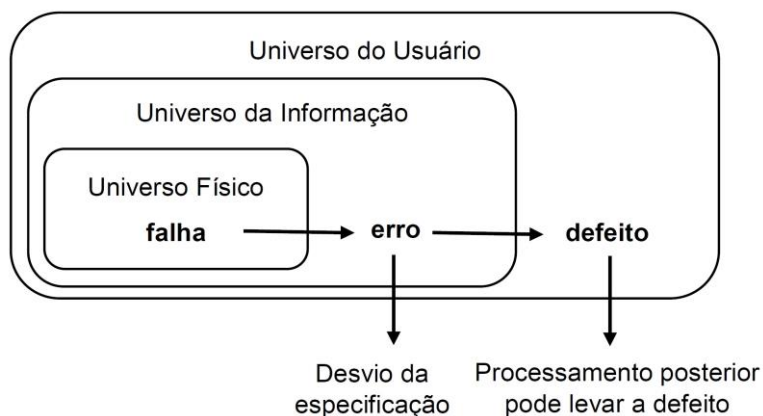 Universo do Usuário
Universo da Informação
Universo Físico
falha
erro
defeito
Desvio da
especificação
Processamento posterior
pode levar a defeito